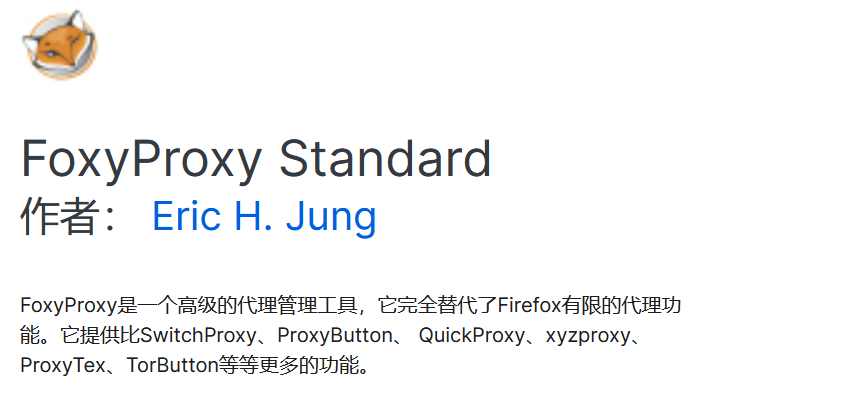 FoxyProxy Standard
作者： Eric H. Jung
FoxyProxy是一个高级的代理管理工具，它完全替代了Firefox有限的代理功
能。它提供比SwitchProxy、ProxyButton、 QuickProxy、xyzproxy、
ProxyTex、TorButton等等更多的功能。